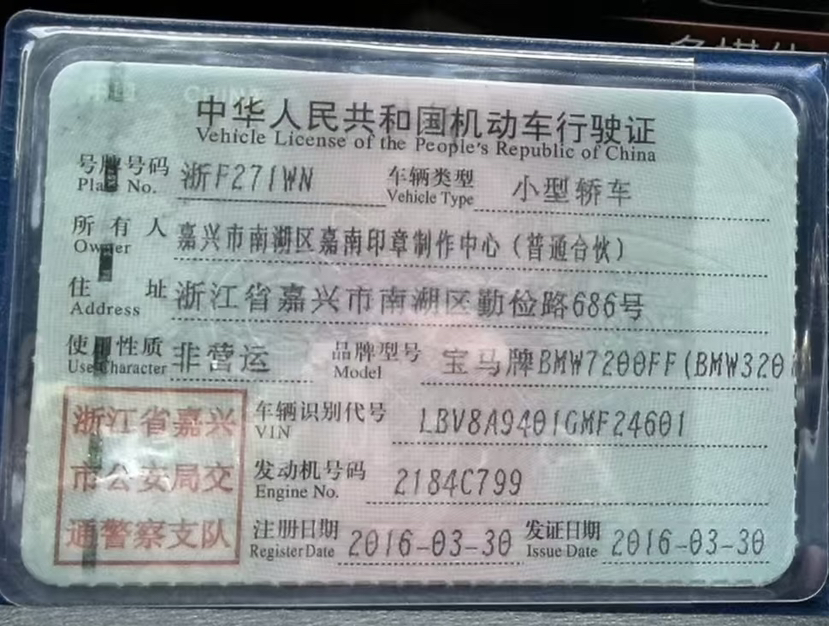 中华人民共和国机动车行驶证
Vehicle License of the People's Republic of China
号牌号码 浙F271WN 车辆类型 小型轿车
Plate No. Vehicle Type
所有人 嘉兴市南湖区嘉南印章制作中心（普通合伙）
Owner
住址 浙江省嘉兴市南湖区勤俭路686号
Address
使用性质 非营运 品牌型号 宝马牌BMW7200FF(BMW320
Use Character Model
浙江省嘉兴 车辆识别代号 LBV8A9401GMF24601
VIN
市公安局交 发动机号码 2184C799
Engine No.
通警察支队 注册日期 2016-03-30 发证日期 2016-03-30
Register Date Issue Date